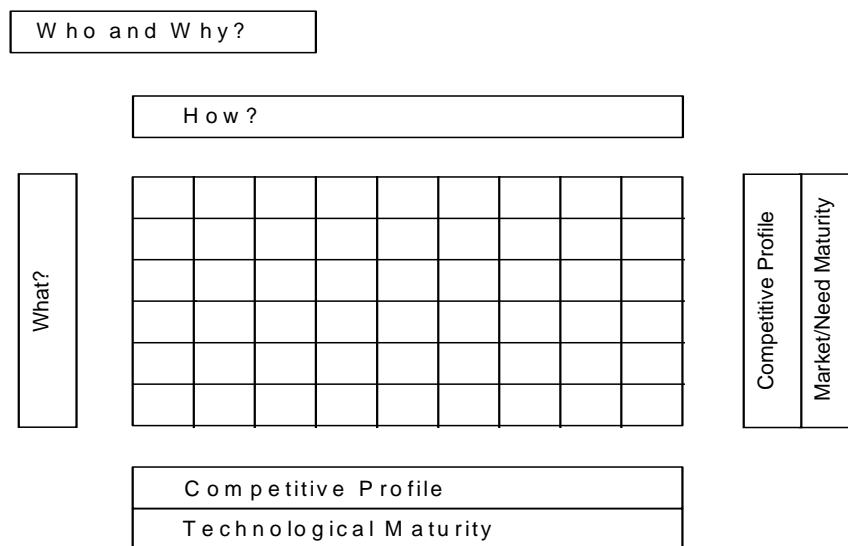 Who and Why?
How?
What?
Competitive Profile
Market/Need Maturity
Competitive Profile
Technological Maturity